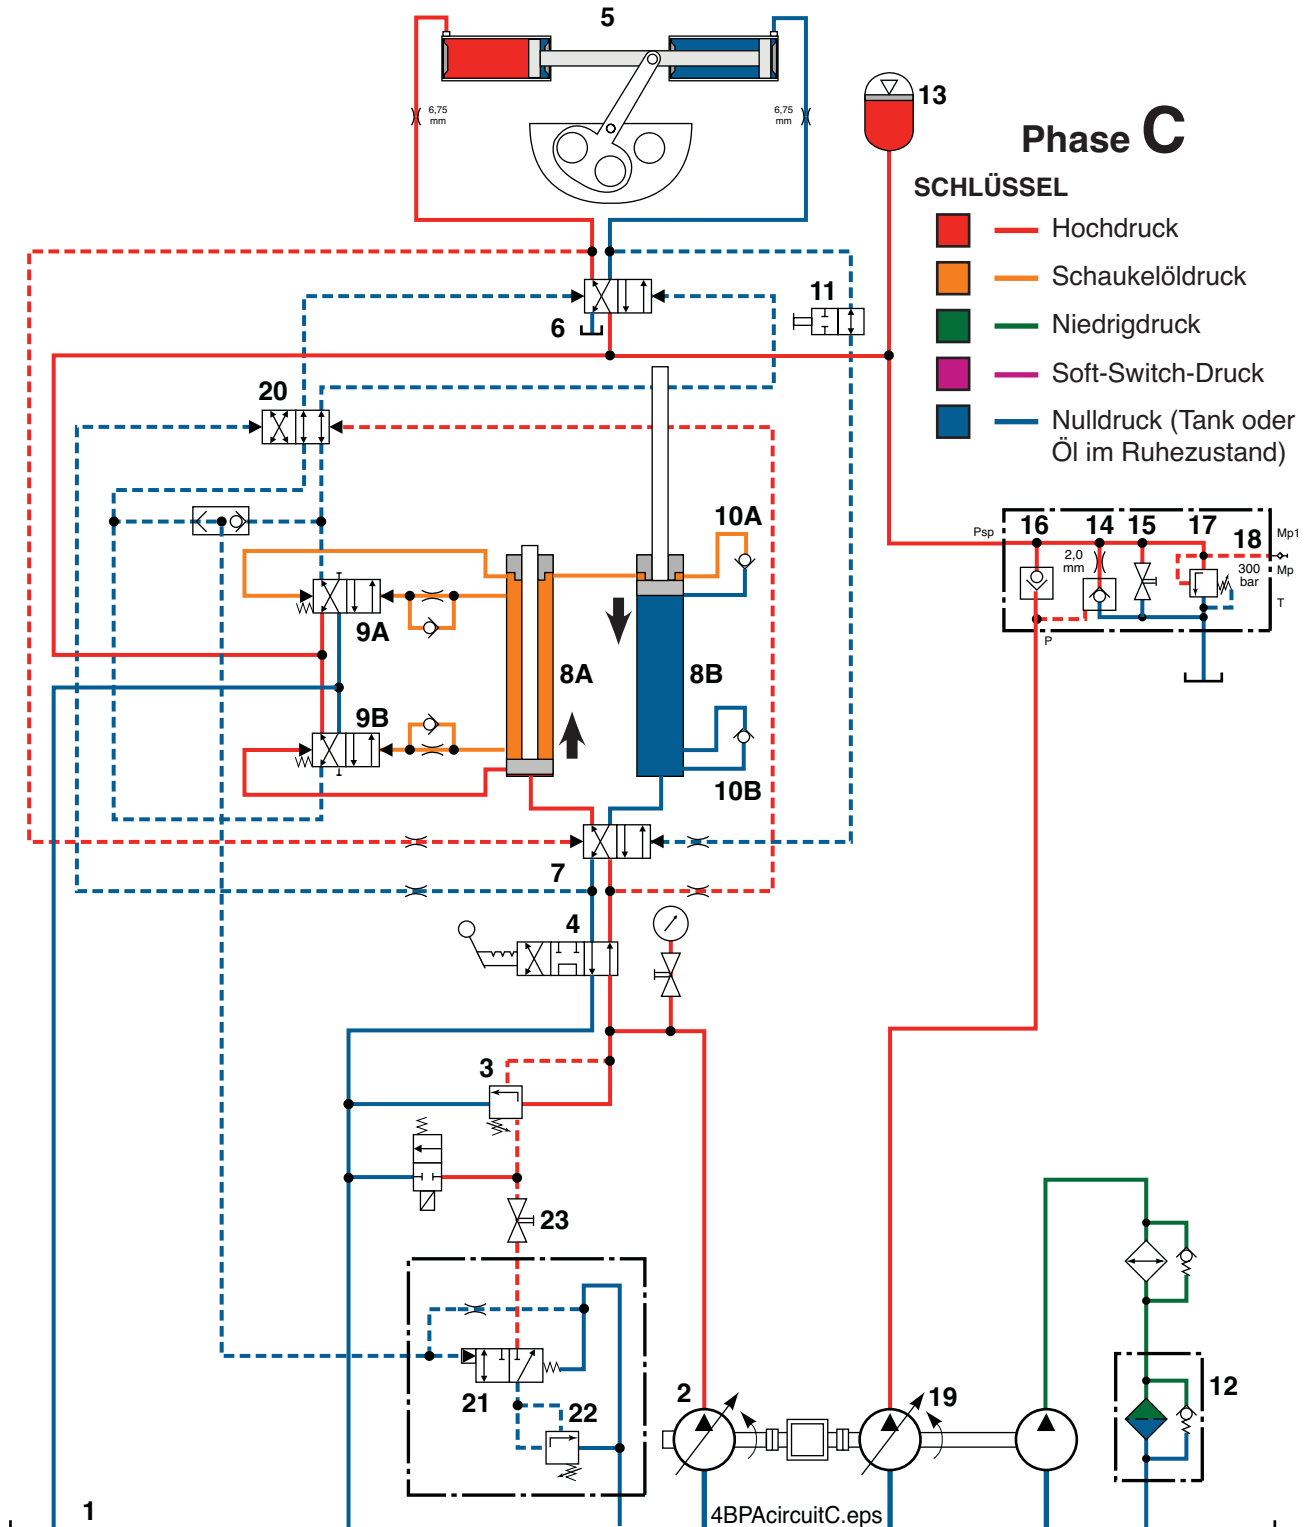 5
6,75
mm
6,75
mm
13
Phase C
SCHLÜSSEL
Hochdruck
Schaukelöldruck
Niedrigdruck
Soft-Switch-Druck
Nulldruck (Tank oder
Öl im Ruhezustand)
6
11
20
10A
Psp
16
14
15
17
18
Mp1
2,0
mm
300
bar
Mp
T
P
9A
8A
8B
9B
10B
7
4
3
23
21
22
2
19
12
1
4BPAcircuitC.eps